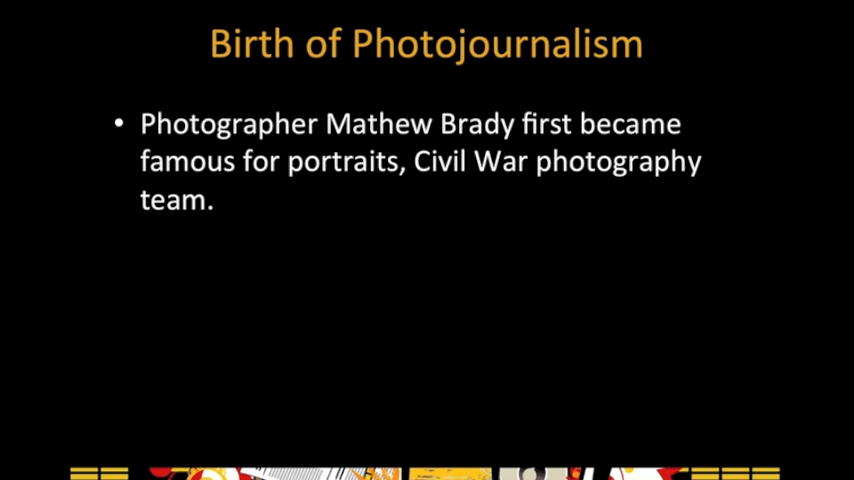 Birth of Photojournalism
• Photographer Mathew Brady first became
famous for portraits, Civil War photography
team.